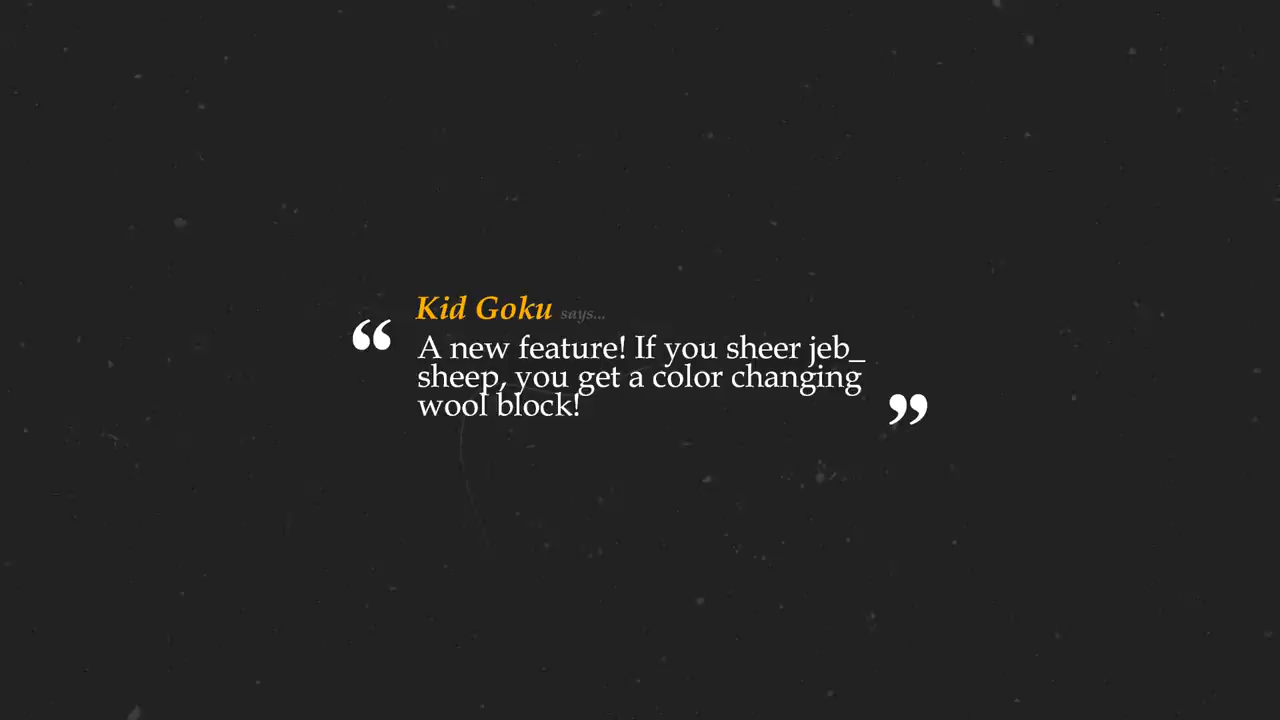 Kid Goku says...
“ A new feature! If you sheer jeb_
sheep, you get a color changing
wool block! ”